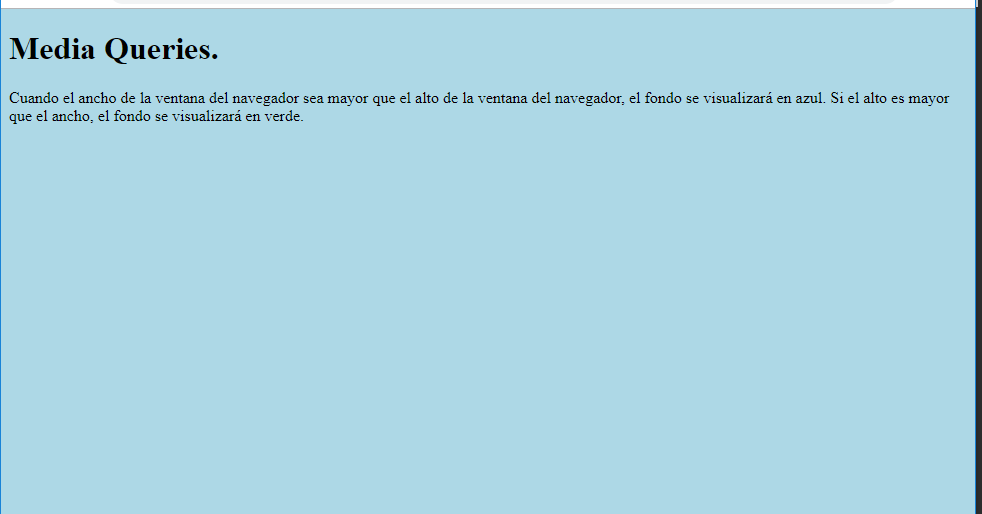 Media Queries.
Cuando el ancho de la ventana del navegador sea mayor que el alto de la ventana del navegador, el fondo se visualizará en azul. Si el alto es mayor
que el ancho, el fondo se visualizará en verde.